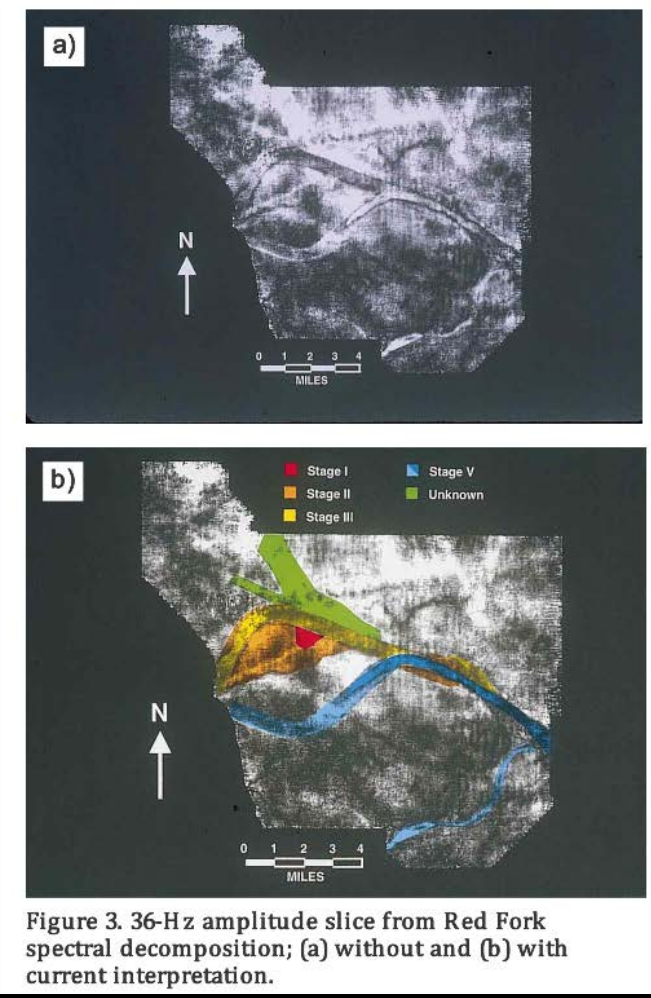 a)
N
0 1 2 3 4
MILES
b)
Stage I
Stage II
Stage III
Stage V
Unknown
N
0 1 2 3 4
MILES
Figure 3. 36-Hz amplitude slice from Red Fork
spectral decomposition; (a) without and (b) with
current interpretation.